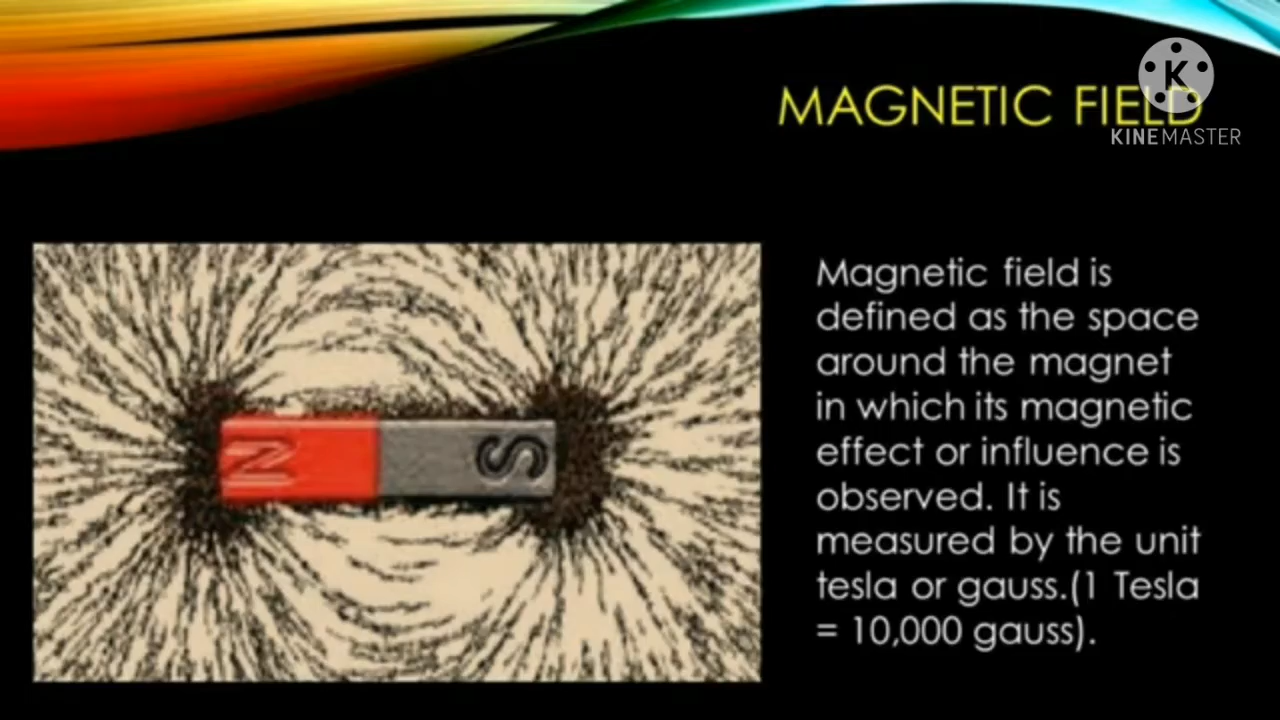 MAGNETIC FIELD
K
KINEMASTER
N
S
Magnetic field is
defined as the space
around the magnet
in which its magnetic
effect or influence is
observed. It is
measured by the unit
tesla or gauss.(1 Tesla
= 10,000 gauss).